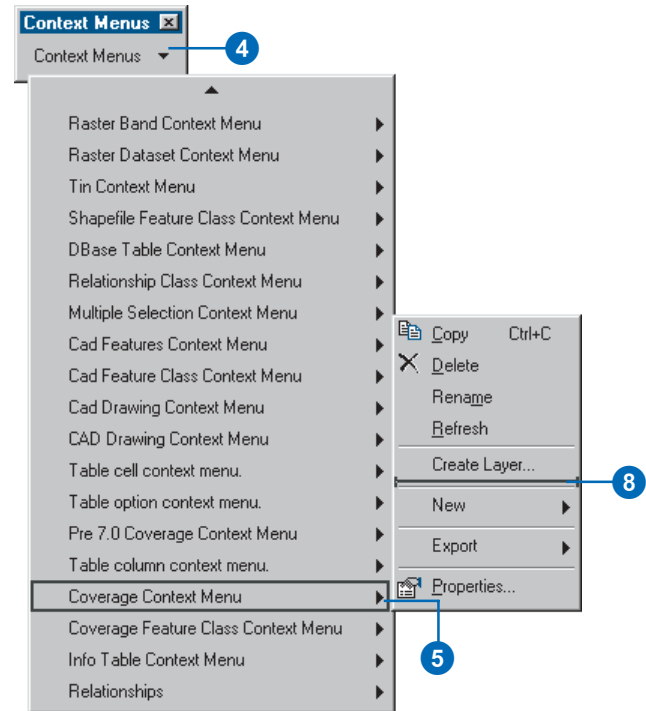 Context Menus
Context Menus
4
Raster Band Context Menu
Raster Dataset Context Menu
Tin Context Menu
Shapefile Feature Class Context Menu
DBase Table Context Menu
Relationship Class Context Menu
Multiple Selection Context Menu
Cad Features Context Menu
Cad Feature Class Context Menu
Cad Drawing Context Menu
CAD Drawing Context Menu
Table cell context menu.
Table option context menu.
Pre 7.0 Coverage Context Menu
Table column context menu.
Coverage Context Menu
Coverage Feature Class Context Menu
Info Table Context Menu
Relationships
Copy Ctrl+C
Delete
Rename
Refresh
Create Layer...
8
New
Export
Properties...
5